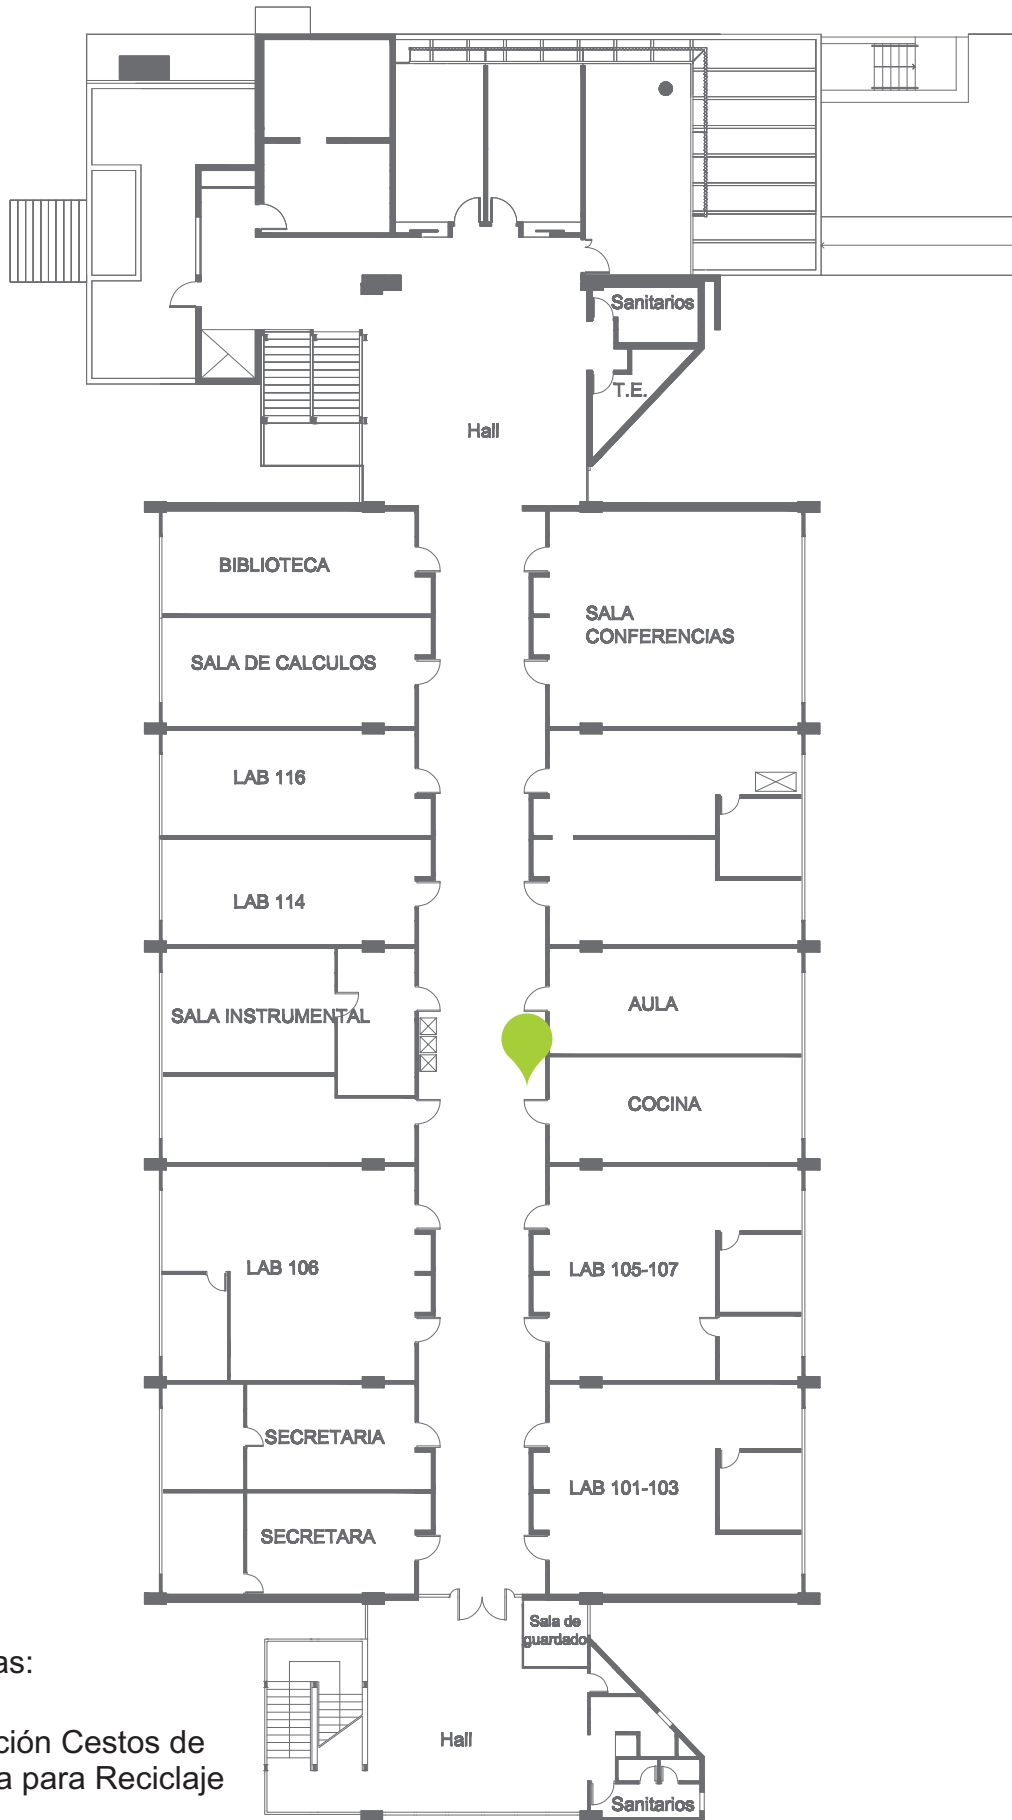 Sanitarios
T.E.
Hall
BIBLIOTECA
SALA
CONFERENCIAS
SALA DE CALCULOS
LAB 116
LAB 114
SALA INSTRUMENTAL
AULA
COCINA
LAB 106
LAB 105-107
SECRETARIA
LAB 101-103
SECRETARA
Sala de
guardado
as:
Hall
ción Cestos de
a para Reciclaje
Sanitarios